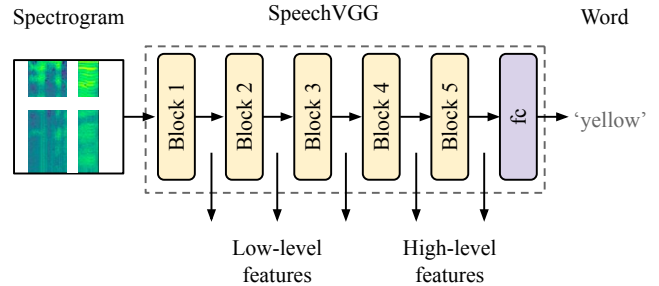 Spectrogram
SpeechVGG
Word
Block 1
Block 2
Block 3
Block 4
Block 5
fc
‘yellow’
Low-level
features
High-level
features